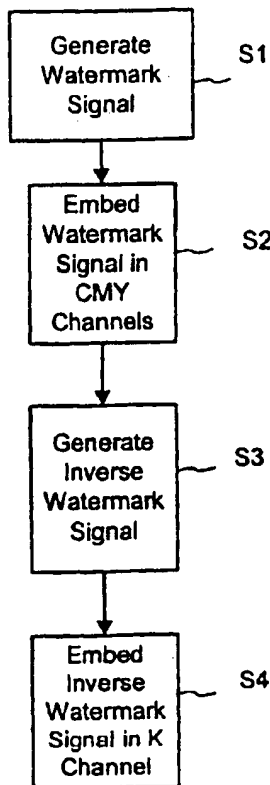 Generate
Watermark
Signal
S1
Embed
Watermark
Signal in
CMY
Channels
S2
Generate
Inverse
Watermark
Signal
S3
Embed
Inverse
Watermark
Signal in K
Channel
S4